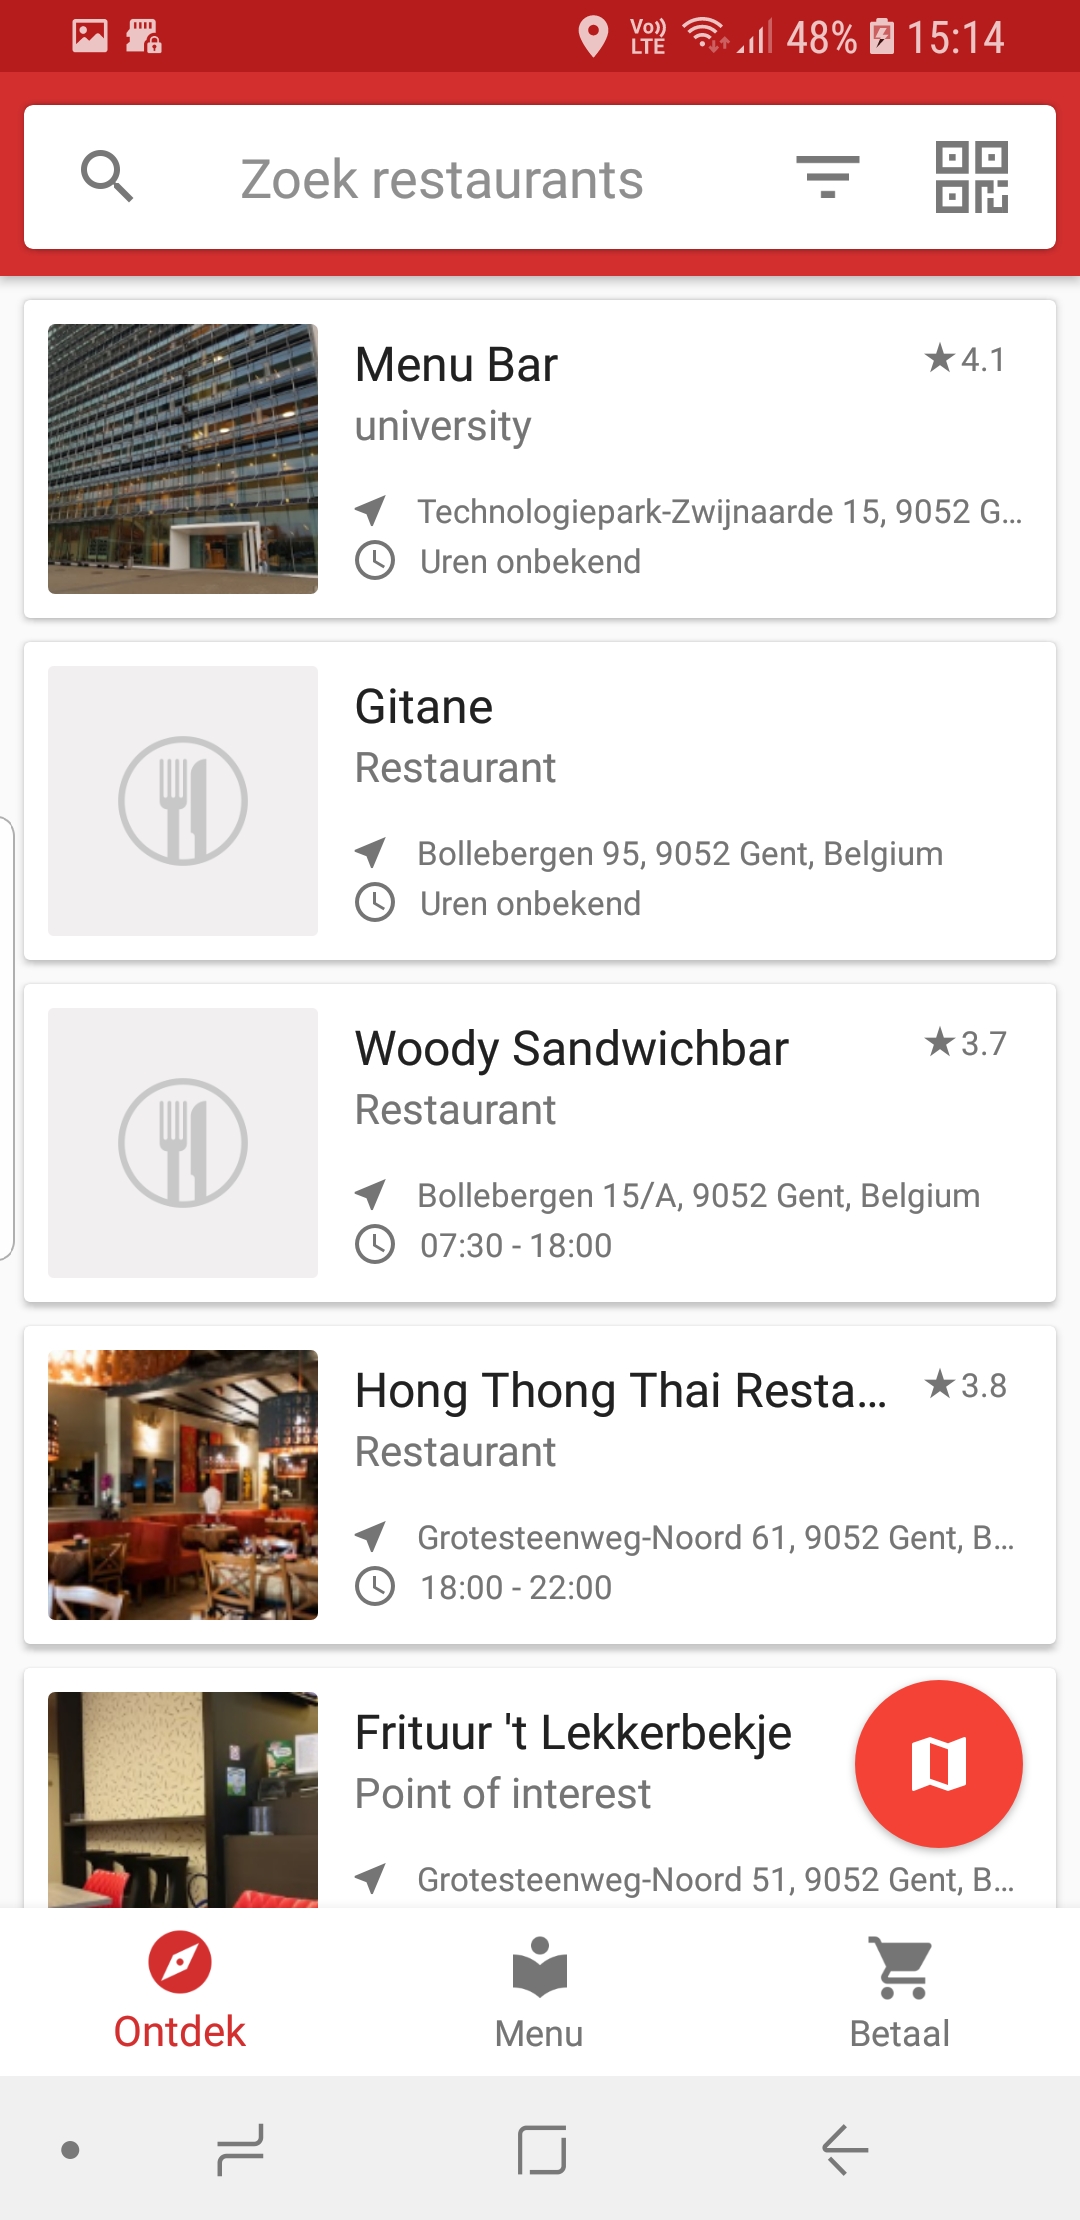 Vo)) LTE 48% 15:14
Zoek restaurants
Menu Bar ★4.1
university
Technologiepark-Zwijnaarde 15, 9052 G...
Uren onbekend
Gitane
Restaurant
Bollebergen 95, 9052 Gent, Belgium
Uren onbekend
Woody Sandwichbar ★3.7
Restaurant
Bollebergen 15/A, 9052 Gent, Belgium
07:30 - 18:00
Hong Thong Thai Resta... ★3.8
Restaurant
Grotesteenweg-Noord 61, 9052 Gent, B...
18:00 - 22:00
Frituur 't Lekkerbekje
Point of interest
Grotesteenweg-Noord 51, 9052 Gent, B...
Ontdek Menu Betaal